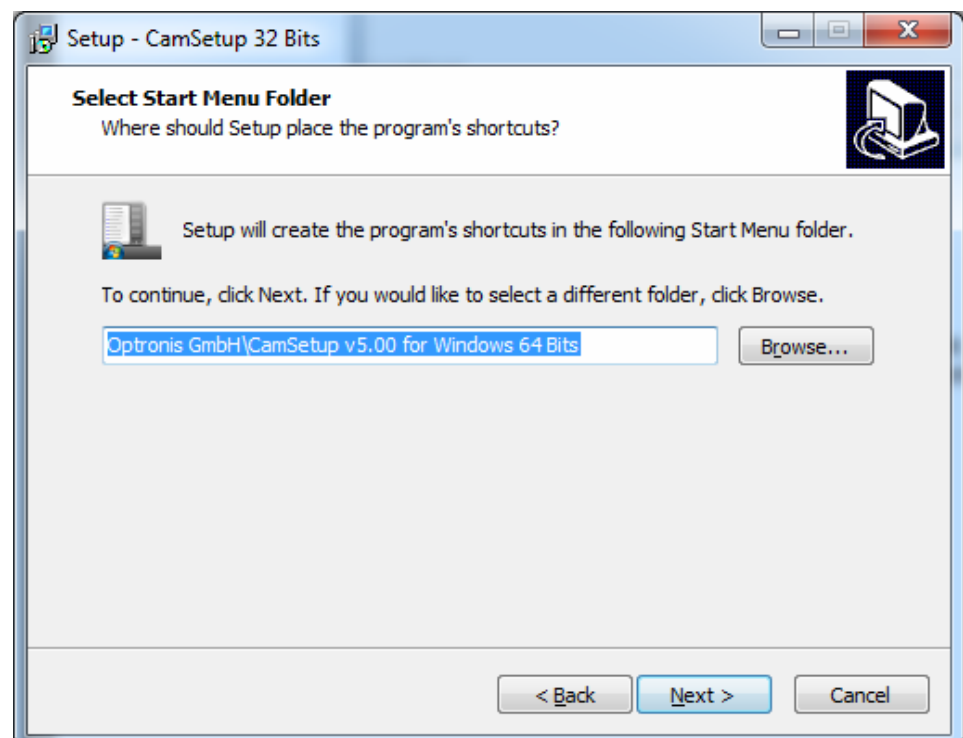 Setup - CamSetup 32 Bits
Select Start Menu Folder
Where should Setup place the program's shortcuts?
Setup will create the program's shortcuts in the following Start Menu folder.
To continue, click Next. If you would like to select a different folder, click Browse.
Optronis GmbH\CamSetup v5.00 for Windows 64 Bits
Browse...
< Back
Next >
Cancel